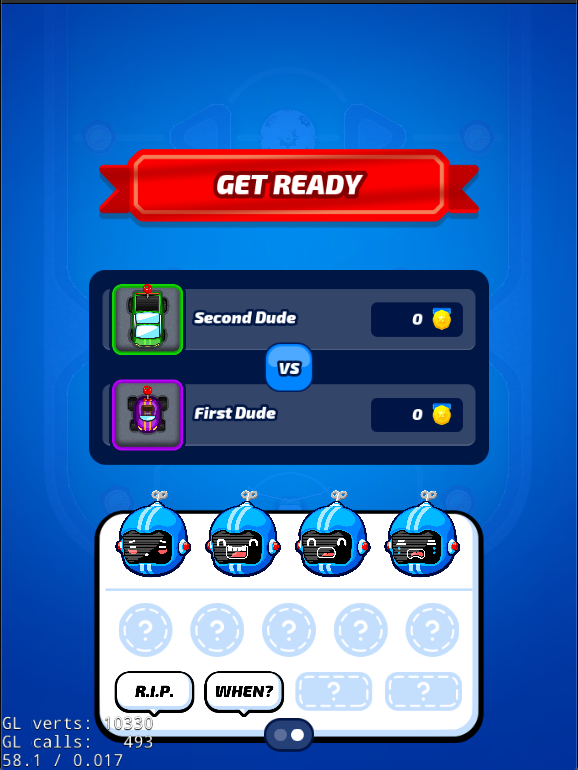 GET READY
Second Dude
0
VS
First Dude
0
? ? ? ? ?
R.I.P. WHEN? ? ?
GL verts: 10330
GL calls: 493
58.1 / 0.017